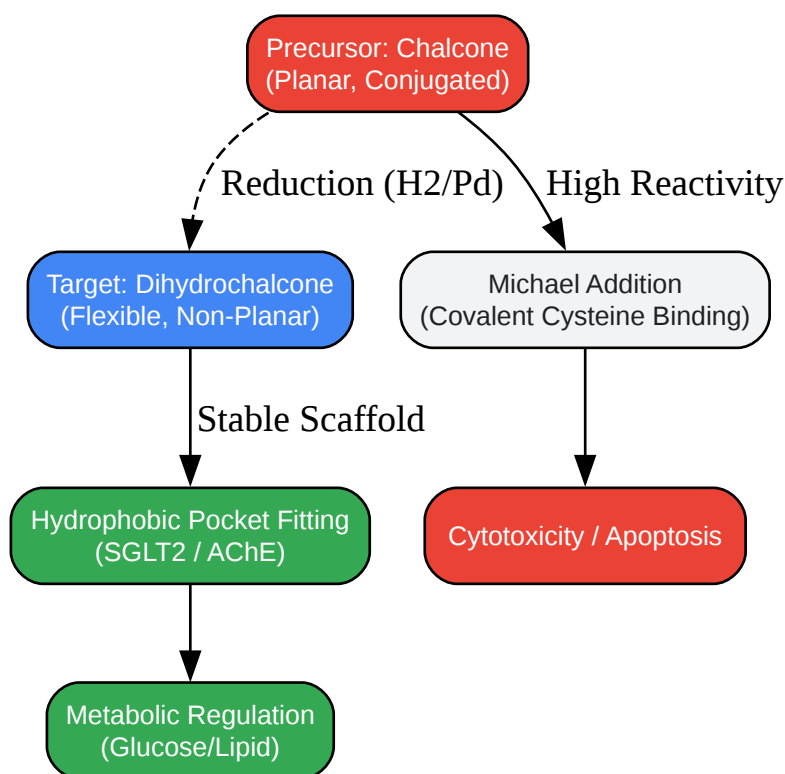 Precursor: Chalcone
(Planar, Conjugated)
Reduction (H2/Pd)
High Reactivity
Target: Dihydrochalcone
(Flexible, Non-Planar)
Michael Addition
(Covalent Cysteine Binding)
Stable Scaffold
Hydrophobic Pocket Fitting
(SGLT2 / AChE)
Cytotoxicity / Apoptosis
Metabolic Regulation
(Glucose/Lipid)